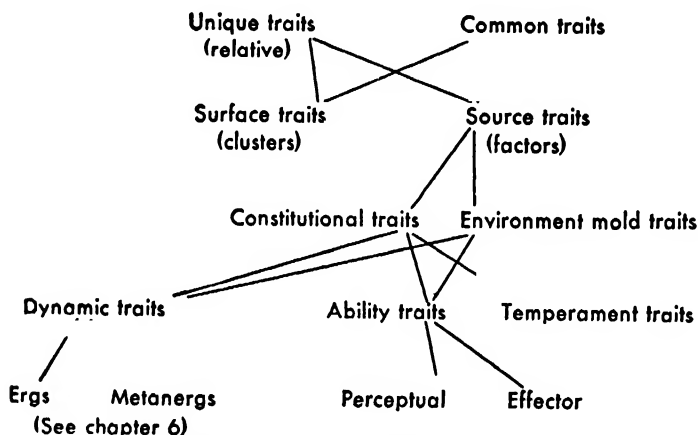 Unique traits
(relative)
Common traits
Surface traits
(clusters)
Source traits
(factors)
Constitutional traits
Environment mold traits
Dynamic traits
Ability traits
Temperament traits
Ergs
Metanergs
(See chapter 6)
Perceptual
Effector